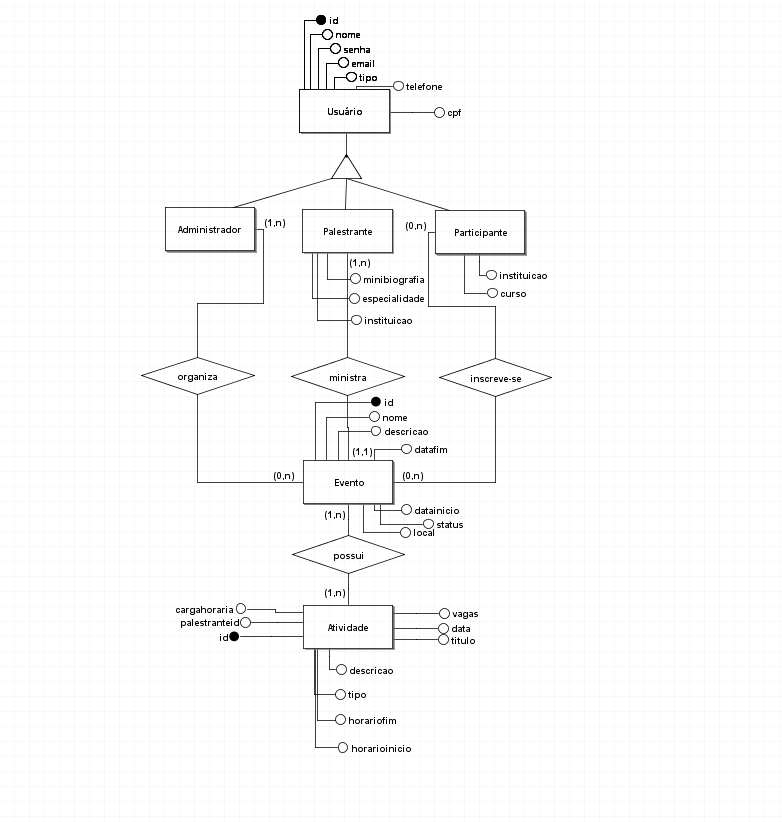 id
nome
senha
email
tipo
telefone
Usuário
cpf
Administrador
(1,n)
Palestrante
(0,n)
Participante
(1,n)
minibiografia
instituicao
especialidade
curso
instituicao
organiza
ministra
inscreve-se
id
nome
descricao
(1,1)
datafim
(0,n)
Evento
(0,n)
(1,n)
datainicio
status
local
possui
(1,n)
cargahoraria
palestranteid
id
Atividade
vagas
data
titulo
descricao
tipo
horariofim
horarioinicio